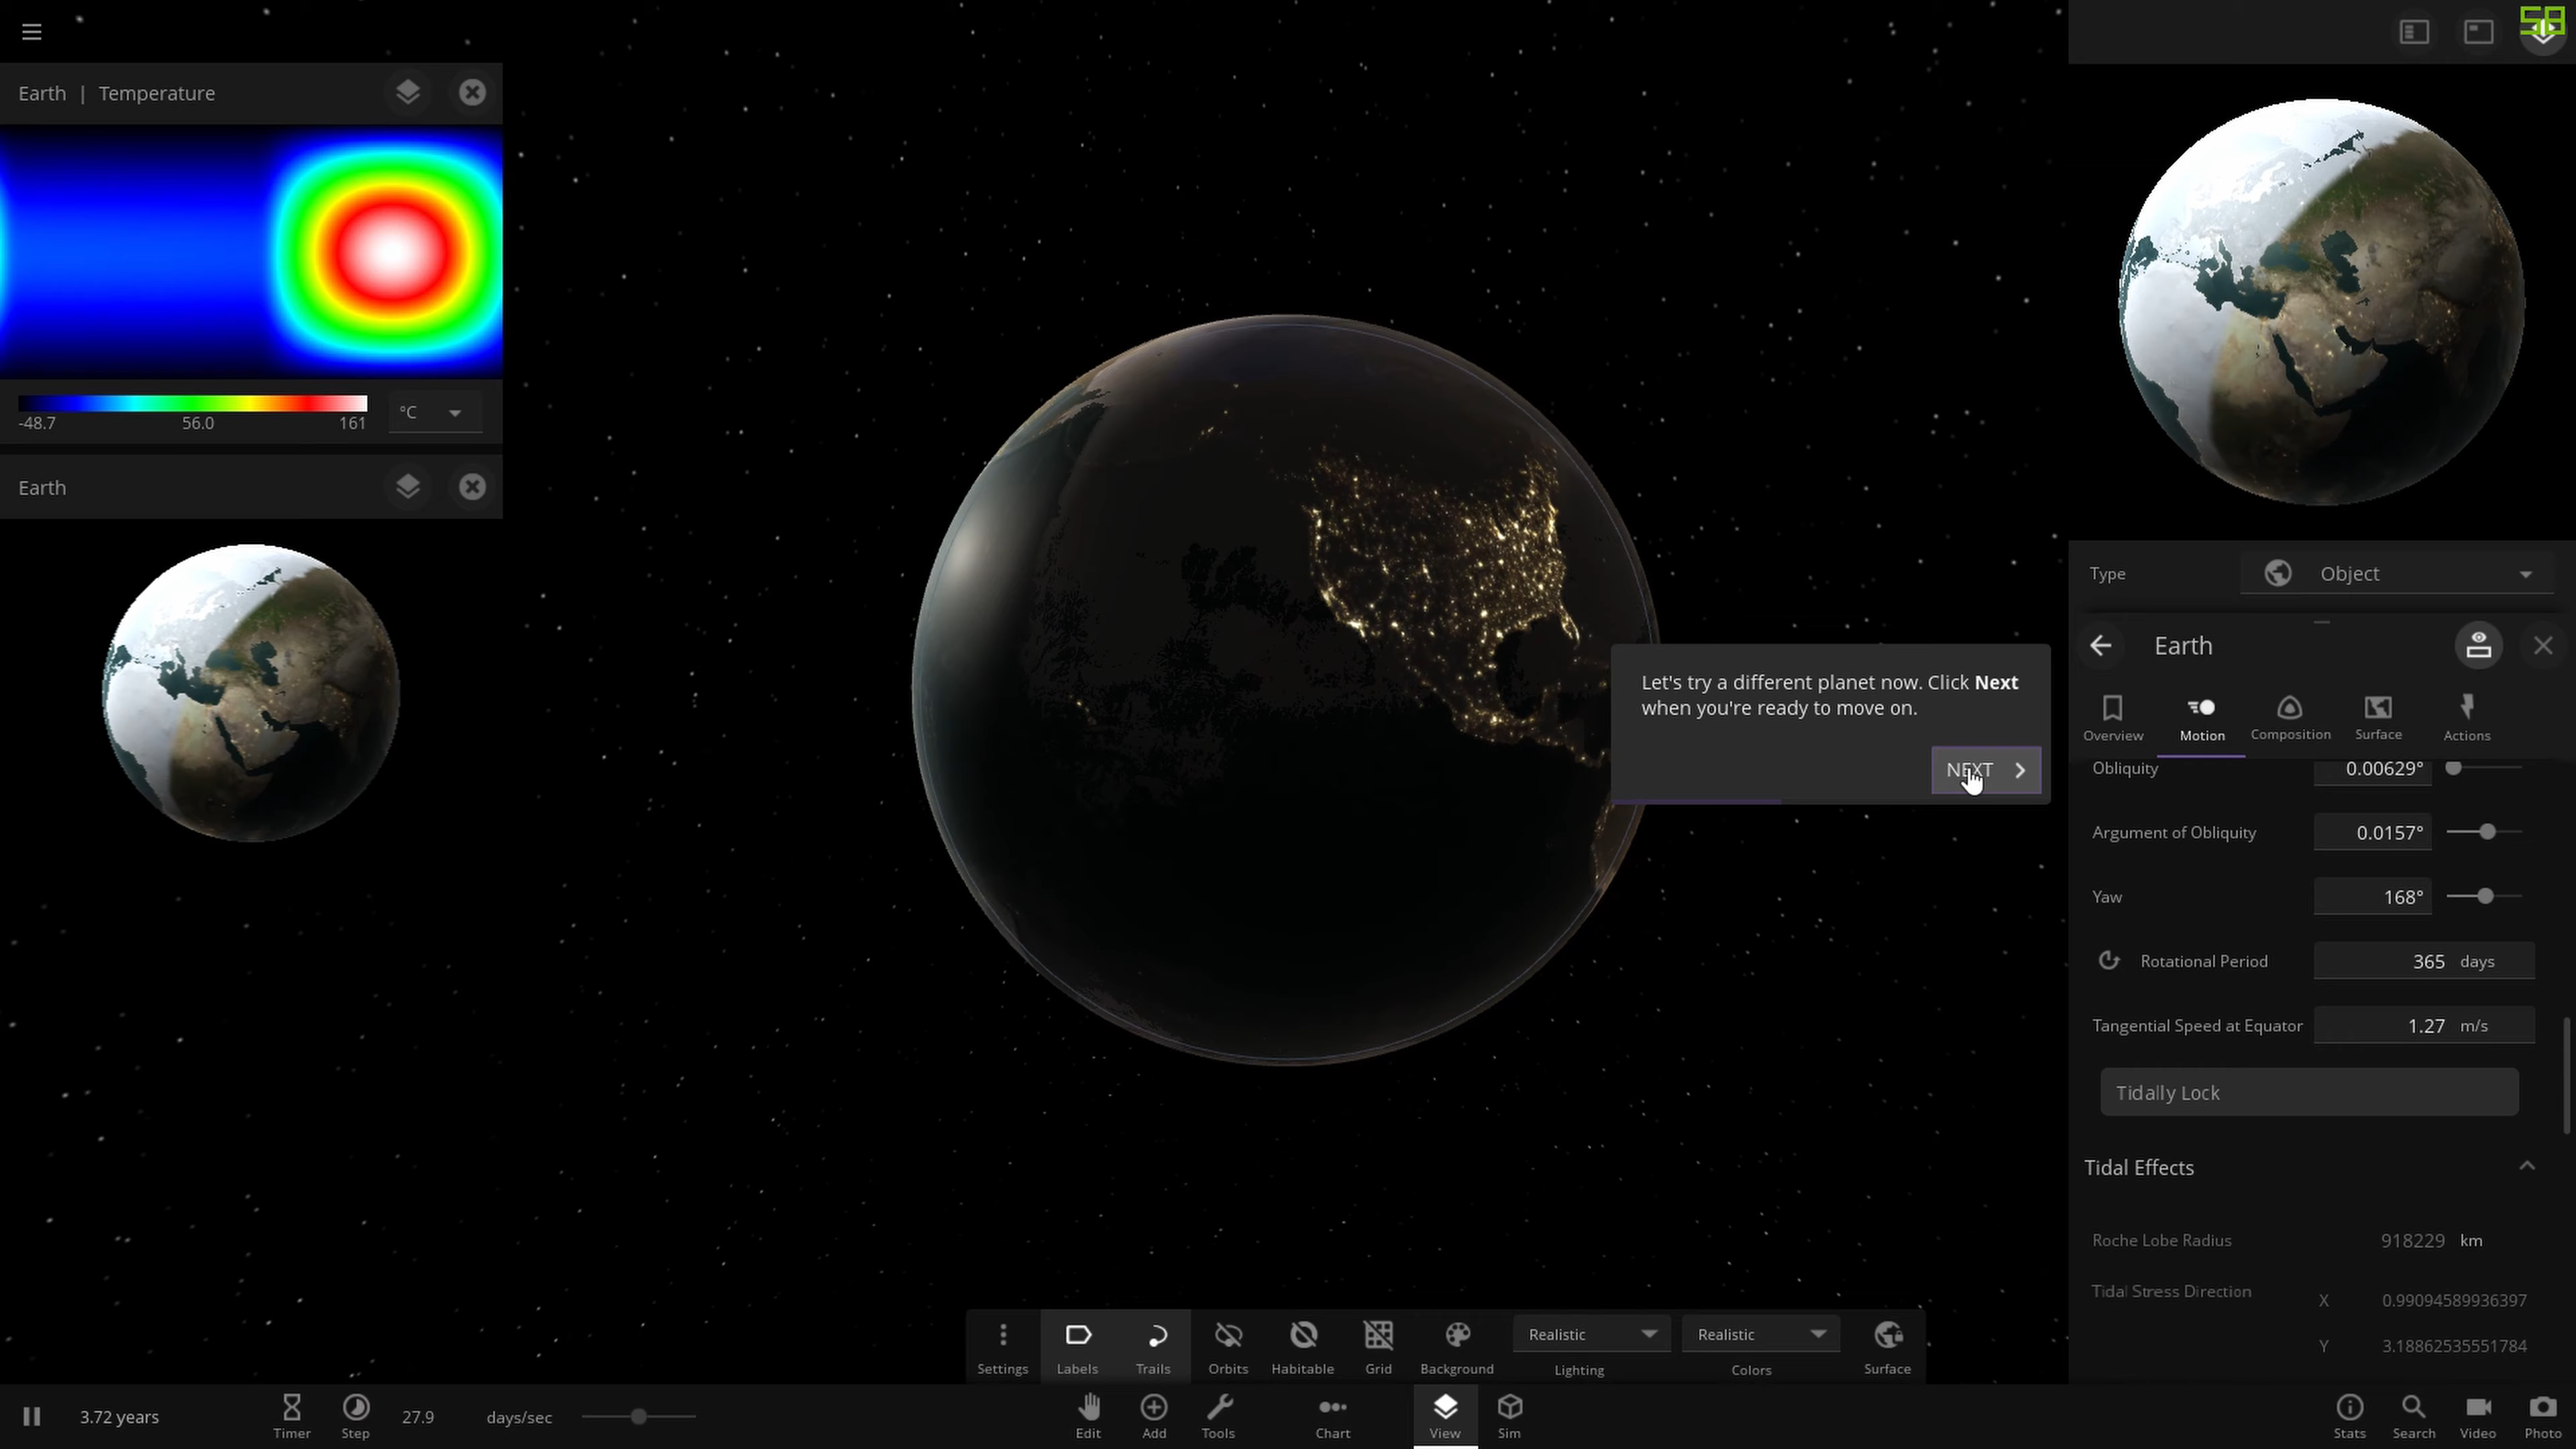 59
Earth | Temperature
-48.7 56.0 161 °C
Earth
Let's try a different planet now. Click Next
when you're ready to move on.
NEXT
Type Object
Earth
Overview Motion Composition Surface Actions
Obliquity 0.00629°
Argument of Obliquity 0.0157°
Yaw 168°
Rotational Period 365 days
Tangential Speed at Equator 1.27 m/s
Tidally Lock
Tidal Effects
Roche Lobe Radius 918229 km
Tidal Stress Direction
X 0.99094589936397
Y 3.18862535551784
Realistic Realistic
Settings Labels Trails Orbits Habitable Grid Background Lighting Colors Surface
3.72 years Timer Step 27.9 days/sec
Edit Add Tools Chart View Sim
Stats Search Video Photo